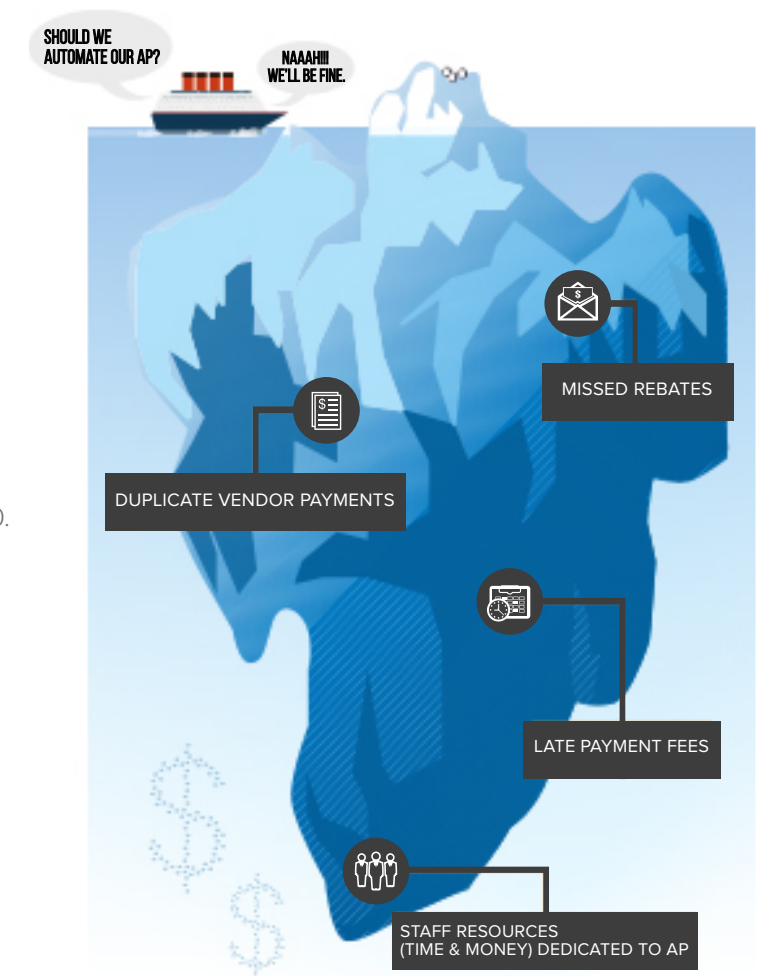 SHOULD WE
AUTOMATE OUR AP?
NAAAH!!!
WE'LL BE FINE.
$
MISSED REBATES
$
DUPLICATE VENDOR PAYMENTS
).
LATE PAYMENT FEES
$
$
STAFF RESOURCES
(TIME & MONEY) DEDICATED TO AP